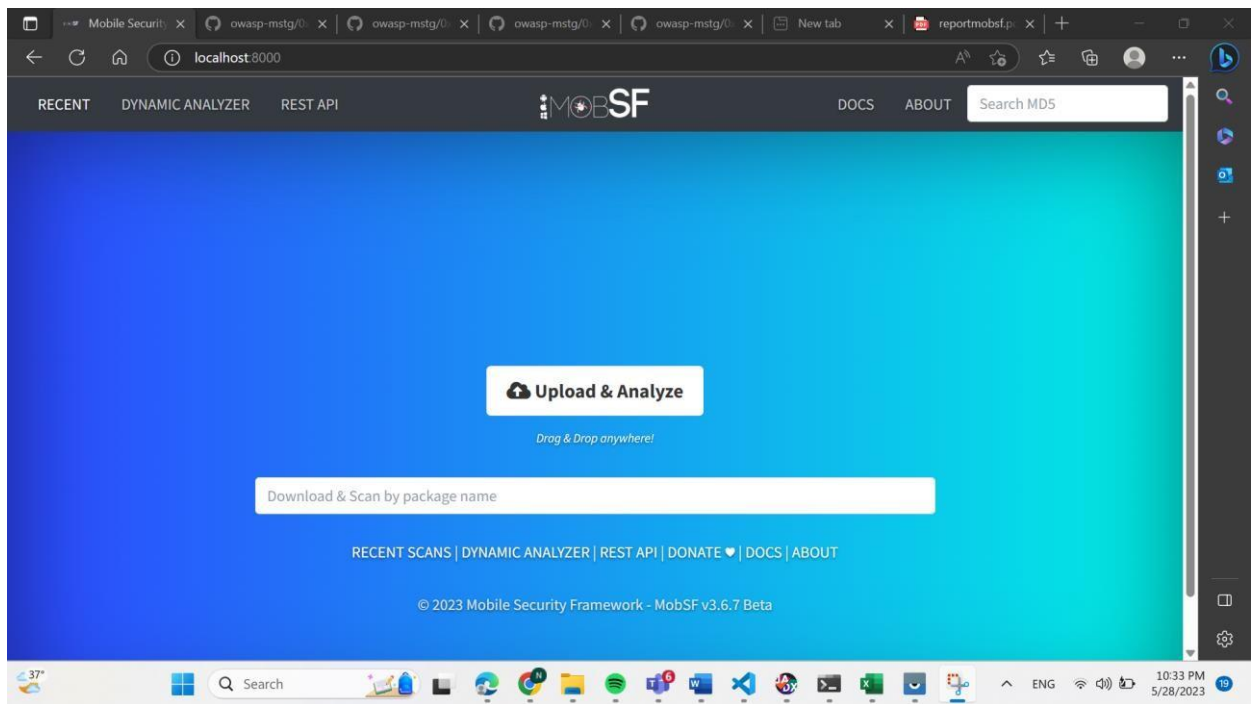 Mobile Security
owasp-mstg/0
owasp-mstg/0
owasp-mstg/0
owasp-mstg/0
New tab
reportmobsf.p
localhost:8000
RECENT
DYNAMIC ANALYZER
REST API
MOBSF
DOCS
ABOUT
Search MD5
Upload & Analyze
Drag & Drop anywhere!
Download & Scan by package name
RECENT SCANS | DYNAMIC ANALYZER | REST API | DONATE ♥ | DOCS | ABOUT
© 2023 Mobile Security Framework - MobSF v3.6.7 Beta
37°
Search
ENG
10:33 PM
5/28/2023
19